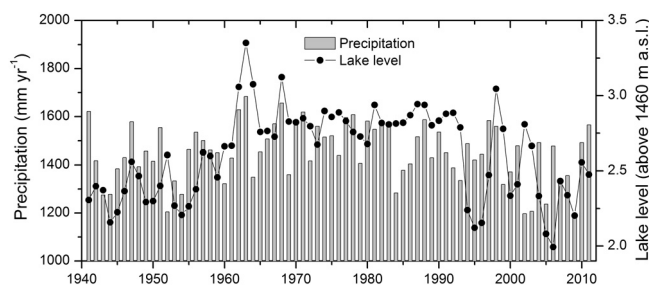 2000
1800
1600
1400
1200
1000
Precipitation (mm yr⁻¹)
Precipitation
Lake level
3.5
3.0
2.5
2.0
Lake level (above 1460 m a.s.l.)
1940 1950 1960 1970 1980 1990 2000 2010